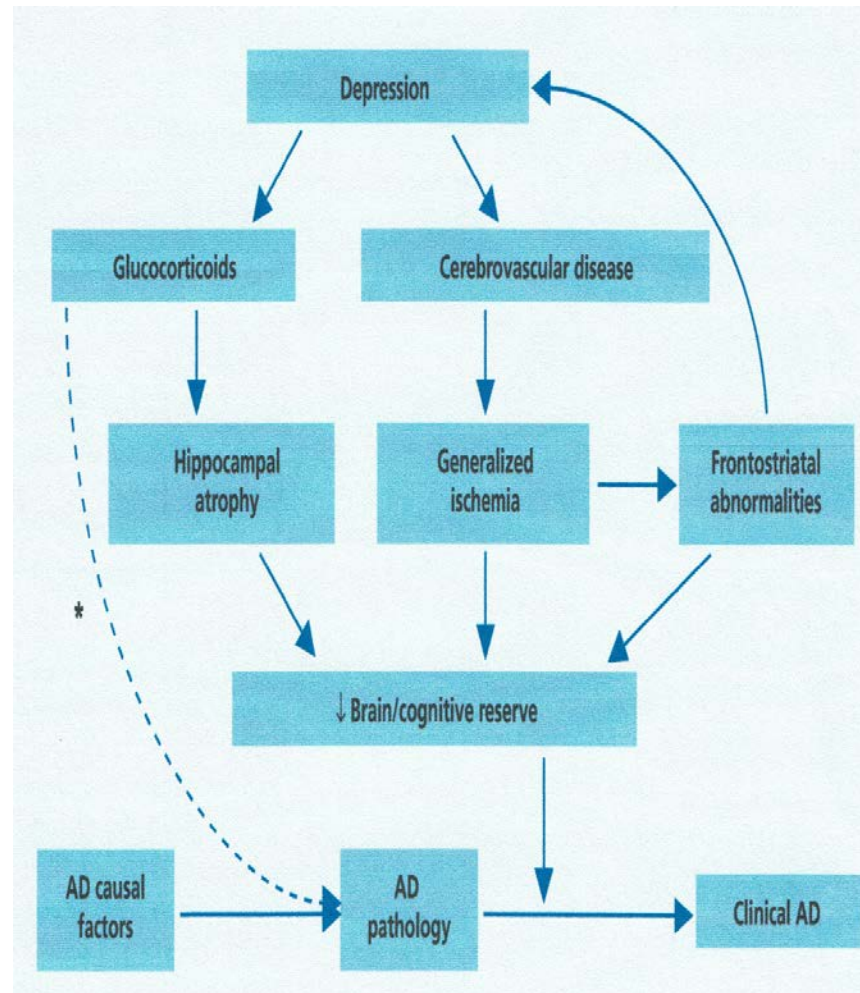 Depression
Glucocorticoids
Cerebrovascular disease
Hippocampal
atrophy
Generalized
ischemia
Frontostriatal
abnormalities
*
↓Brain/cognitive reserve
AD causal
factors
AD
pathology
Clinical AD